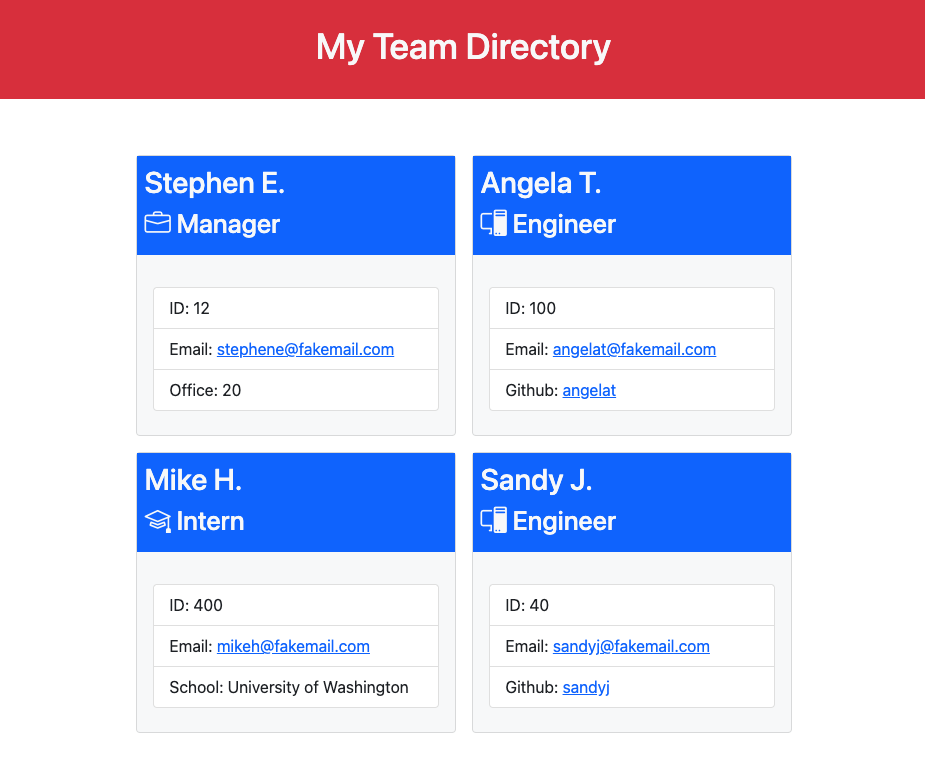 My Team Directory
Stephen E.
Manager
ID: 12
Email: stephene@fakemail.com
Office: 20
Angela T.
Engineer
ID: 100
Email: angelat@fakemail.com
Github: angelat
Mike H.
Intern
ID: 400
Email: mikeh@fakemail.com
School: University of Washington
Sandy J.
Engineer
ID: 40
Email: sandyj@fakemail.com
Github: sandyj